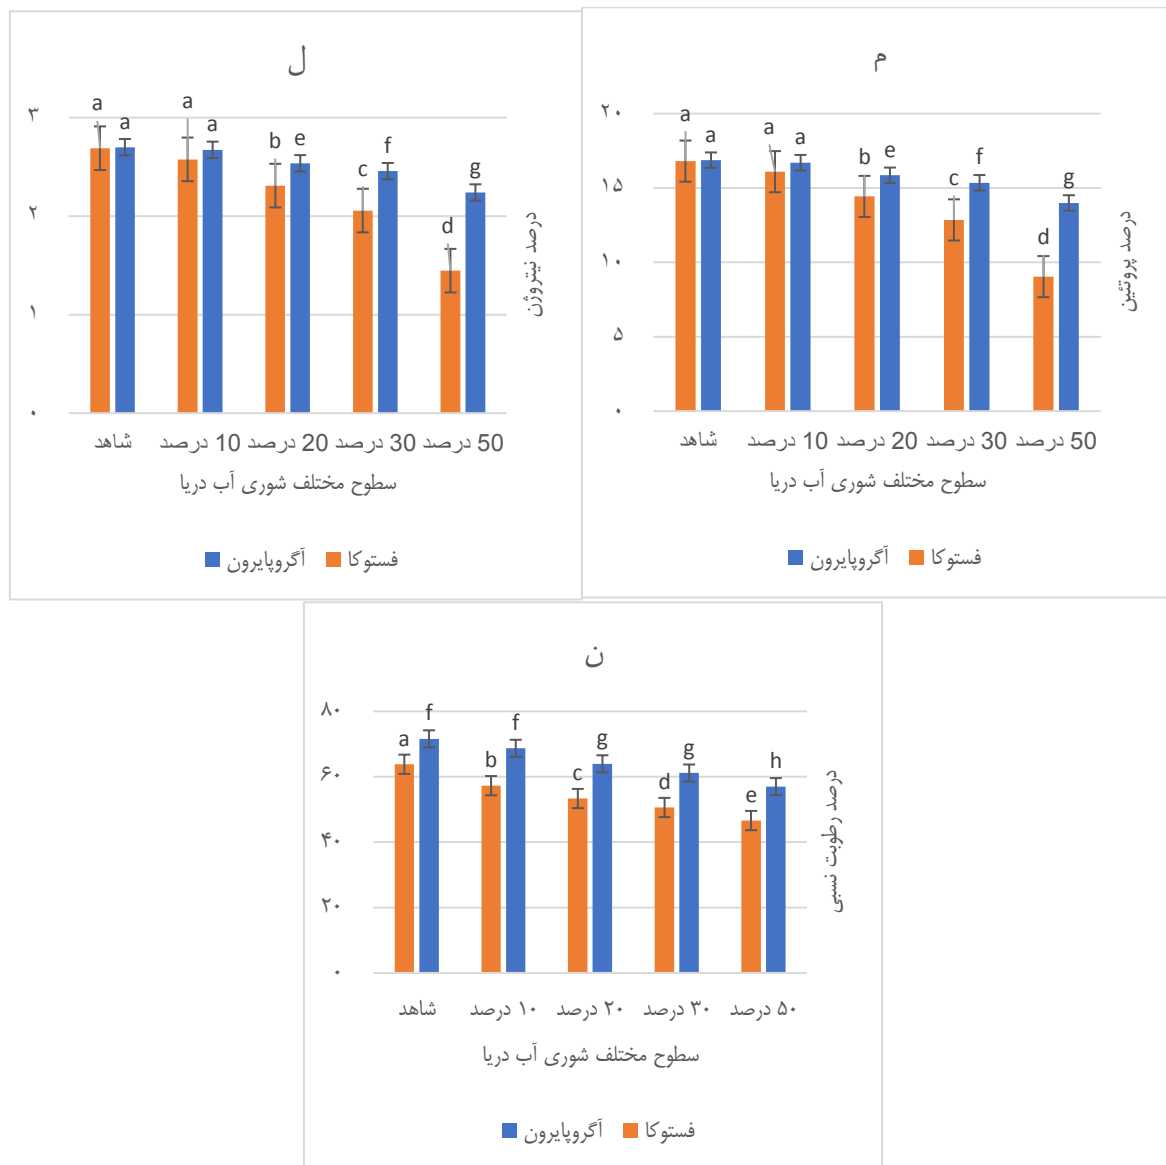 ل
a a a a b e c f d g
۳
۲
۱
۰
درصد نیتروژن
شاهد 10 درصد 20 درصد 30 درصد 50 درصد
سطوح مختلف شوری آب دریا
آگروپایرون فستوکا
م
a a a a b e c f d g
۲۰
۱۵
۱۰
۵
۰
درصد پروتئین
شاهد 10 درصد 20 درصد 30 درصد 50 درصد
سطوح مختلف شوری آب دریا
آگروپایرون فستوکا
ن
a f b f c g d g e h
۸۰
۶۰
۴۰
۲۰
۰
درصد رطوبت نسبی
شاهد ۱۰ درصد ۲۰ درصد ۳۰ درصد ۵۰ درصد
سطوح مختلف شوری آب دریا
آگروپایرون فستوکا